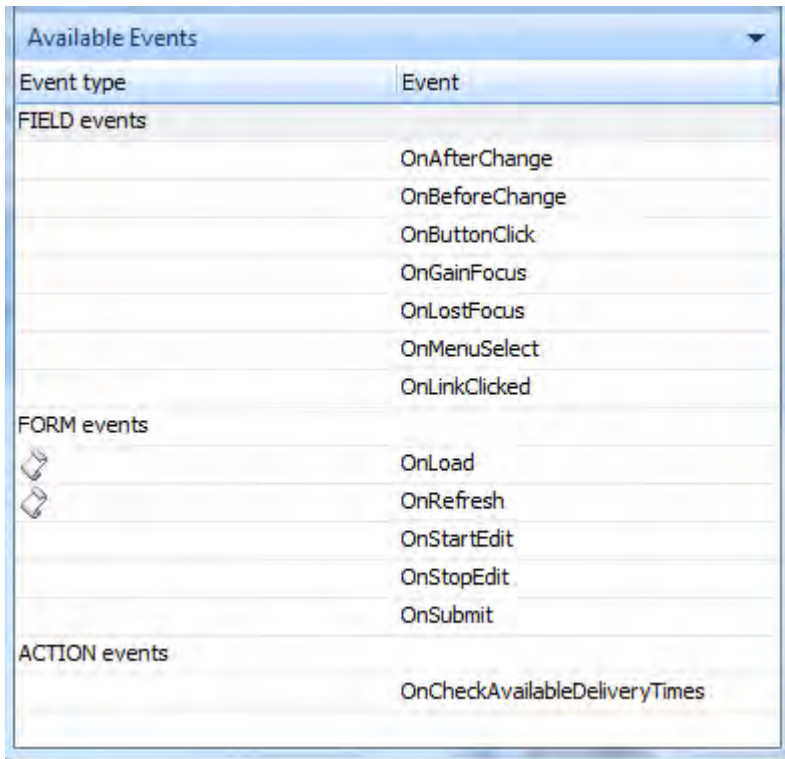 Available Events
Event type Event
FIELD events
OnAfterChange
OnBeforeChange
OnButtonClick
OnGainFocus
OnLostFocus
OnMenuSelect
OnLinkClicked
FORM events
OnLoad
OnRefresh
OnStartEdit
OnStopEdit
OnSubmit
ACTION events
OnCheckAvailableDeliveryTimes